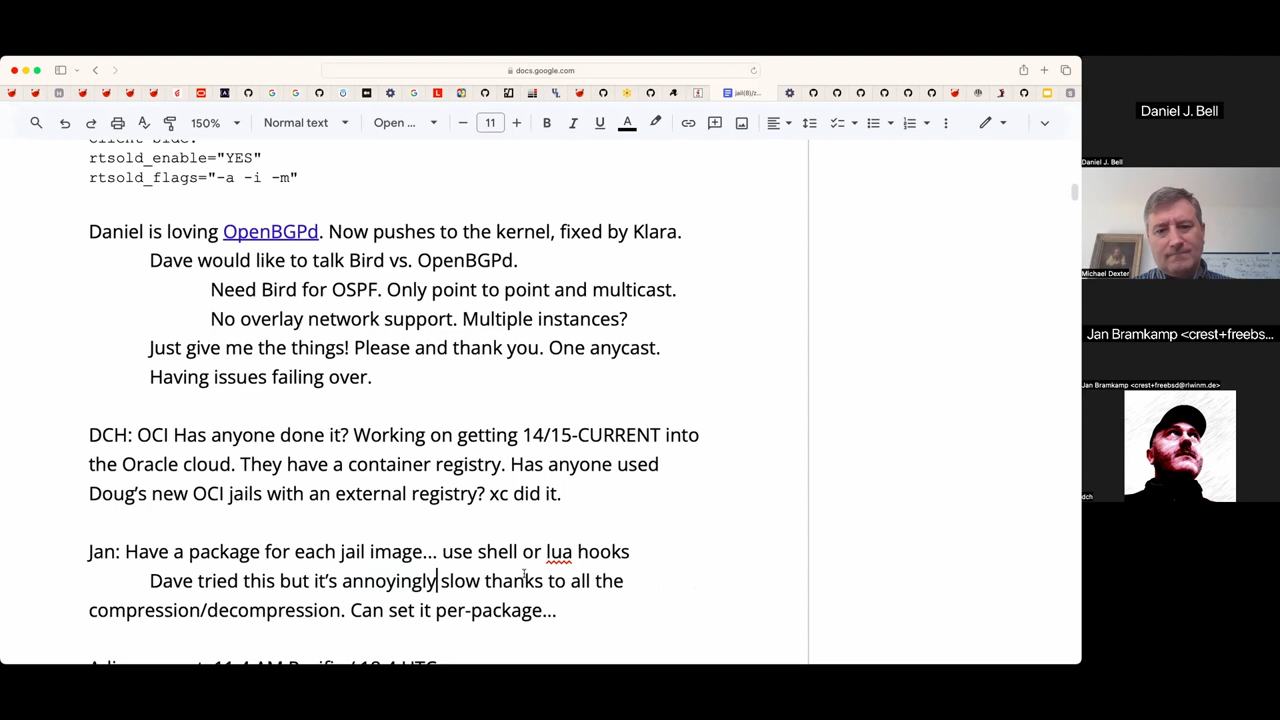 docs.google.com
jail(8)/z...
150%
Normal text
Open ...
11
rtsold_enable="YES"
rtsold_flags="-a -i -m"
Daniel is loving OpenBGPd. Now pushes to the kernel, fixed by Klara.
Dave would like to talk Bird vs. OpenBGPd.
Need Bird for OSPF. Only point to point and multicast.
No overlay network support. Multiple instances?
Just give me the things! Please and thank you. One anycast.
Having issues failing over.
DCH: OCI Has anyone done it? Working on getting 14/15-CURRENT into
the Oracle cloud. They have a container registry. Has anyone used
Doug’s new OCI jails with an external registry? xc did it.
Jan: Have a package for each jail image... use shell or lua hooks
Dave tried this but it’s annoyingly slow thanks to all the
compression/decompression. Can set it per-package...
Daniel J. Bell
Daniel J. Bell
Michael Dexter
Jan Bramkamp <crest+freebs...
Jan Bramkamp <crest+freebsd@rlwinm.de>
dch